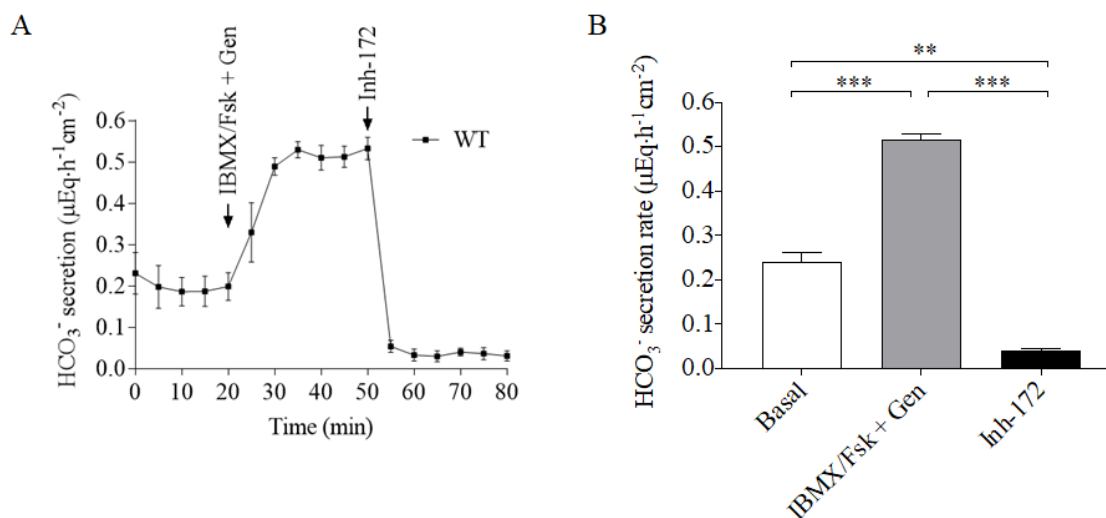 A
HCO₃⁻ secretion (µEq·h⁻¹cm⁻²)
0.6
0.5
0.4
0.3
0.2
0.1
0.0
IBMX/Fsk + Gen
Inh-172
WT
0 10 20 30 40 50 60 70 80
Time (min)
B
HCO₃⁻ secretion rate (µEq·h⁻¹cm⁻²)
0.6
0.5
0.4
0.3
0.2
0.1
0.0
**
*** ***
Basal
IBMX/Fsk + Gen
Inh-172